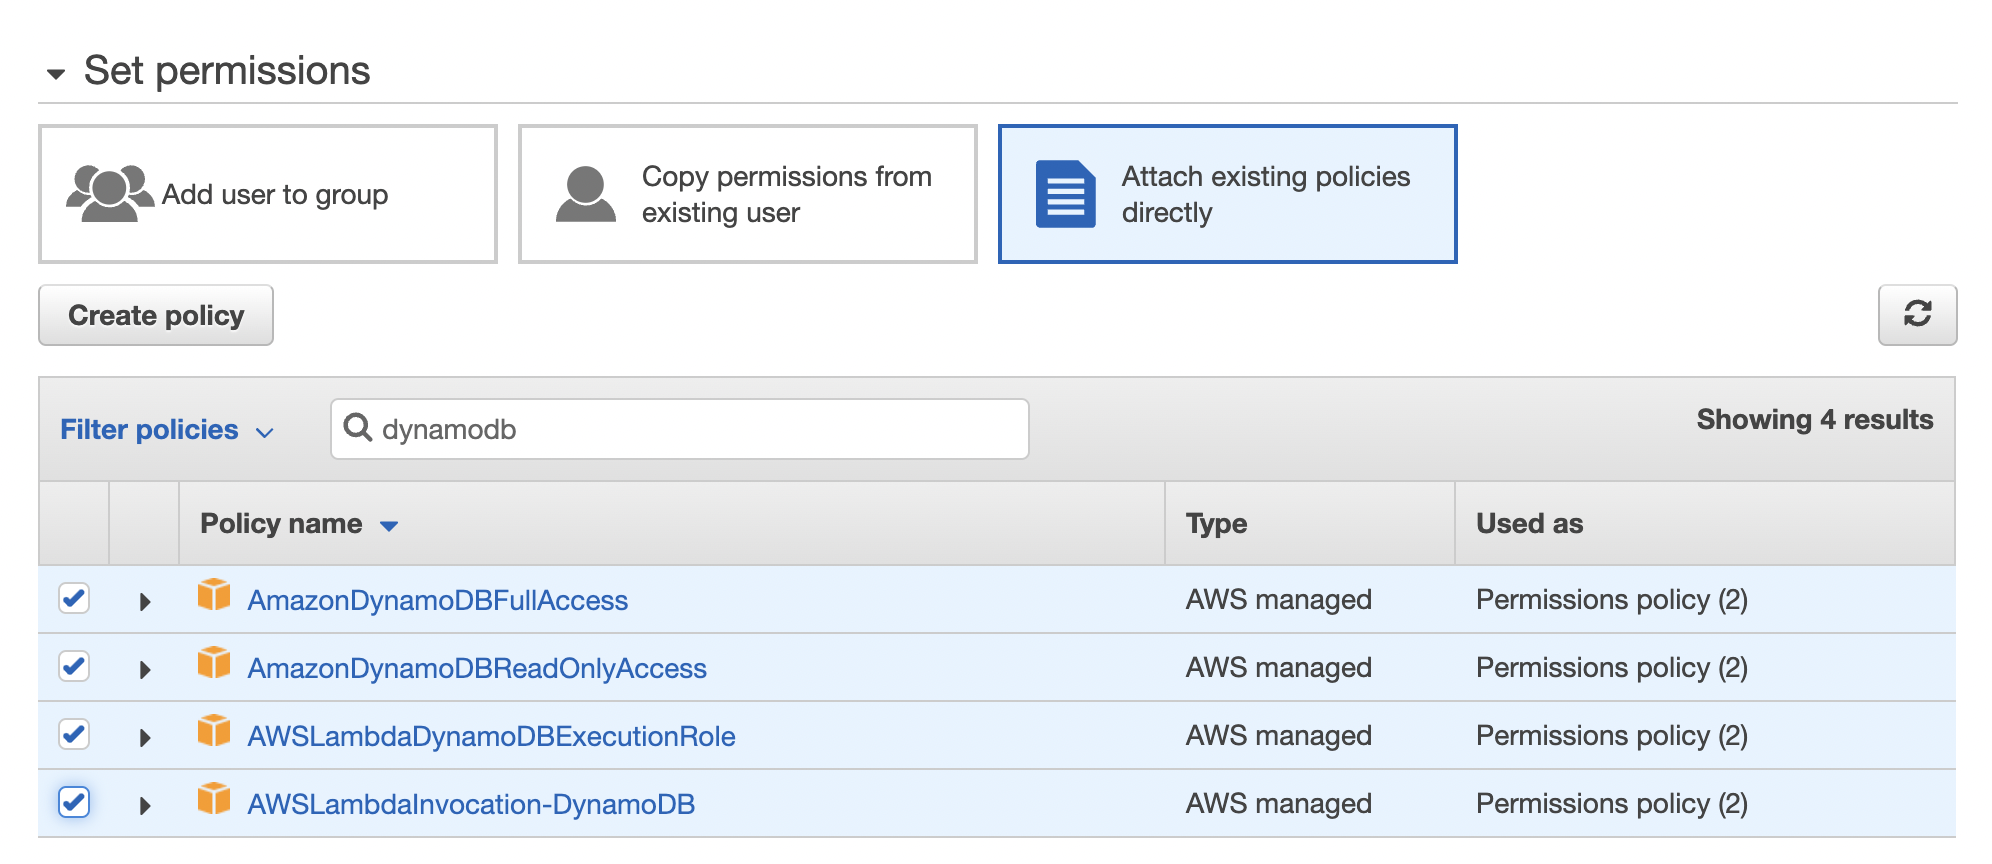 Set permissions
Add user to group
Copy permissions from
existing user
Attach existing policies
directly
Create policy
Filter policies
dynamodb
Showing 4 results
Policy name
Type
Used as
AmazonDynamoDBFullAccess
AWS managed
Permissions policy (2)
AmazonDynamoDBReadOnlyAccess
AWS managed
Permissions policy (2)
AWSLambdaDynamoDBExecutionRole
AWS managed
Permissions policy (2)
AWSLambdaInvocation-DynamoDB
AWS managed
Permissions policy (2)